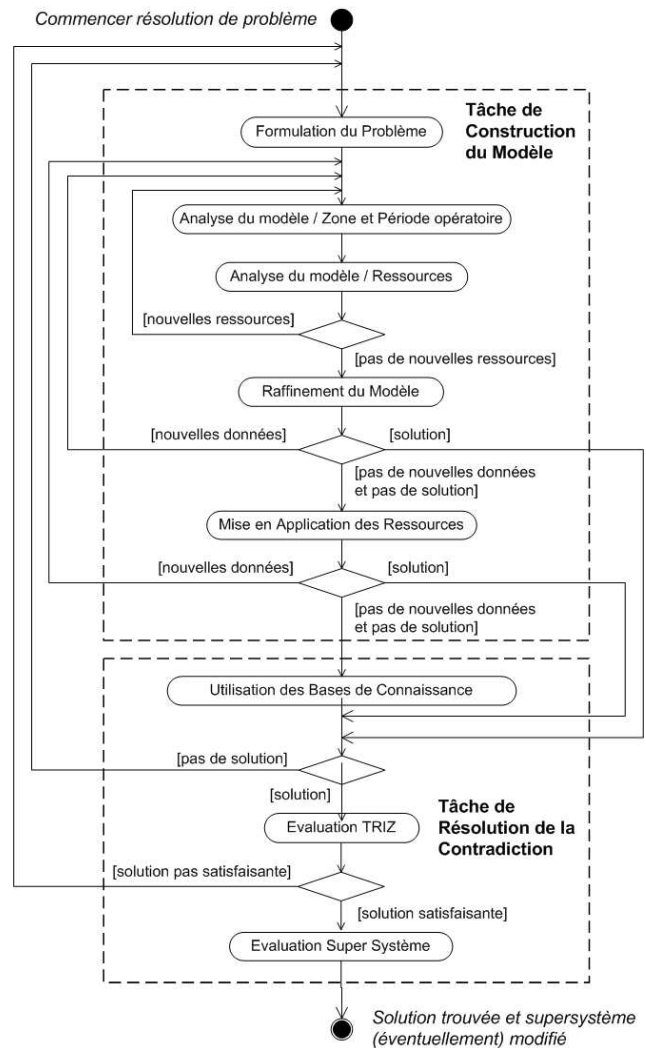 Commencer résolution de problème
Tâche de
Construction
du Modèle
Formulation du Problème
Analyse du modèle / Zone et Période opératoire
Analyse du modèle / Ressources
[nouvelles ressources]
[pas de nouvelles ressources]
Raffinement du Modèle
[nouvelles données]
[solution]
[pas de nouvelles données
et pas de solution]
Mise en Application des Ressources
[nouvelles données]
[solution]
[pas de nouvelles données
et pas de solution]
Utilisation des Bases de Connaissance
[pas de solution]
[solution]
Tâche de
Résolution de la
Contradiction
Evaluation TRIZ
[solution pas satisfaisante]
[solution satisfaisante]
Evaluation Super Système
Solution trouvée et supersystème
(éventuellement) modifié